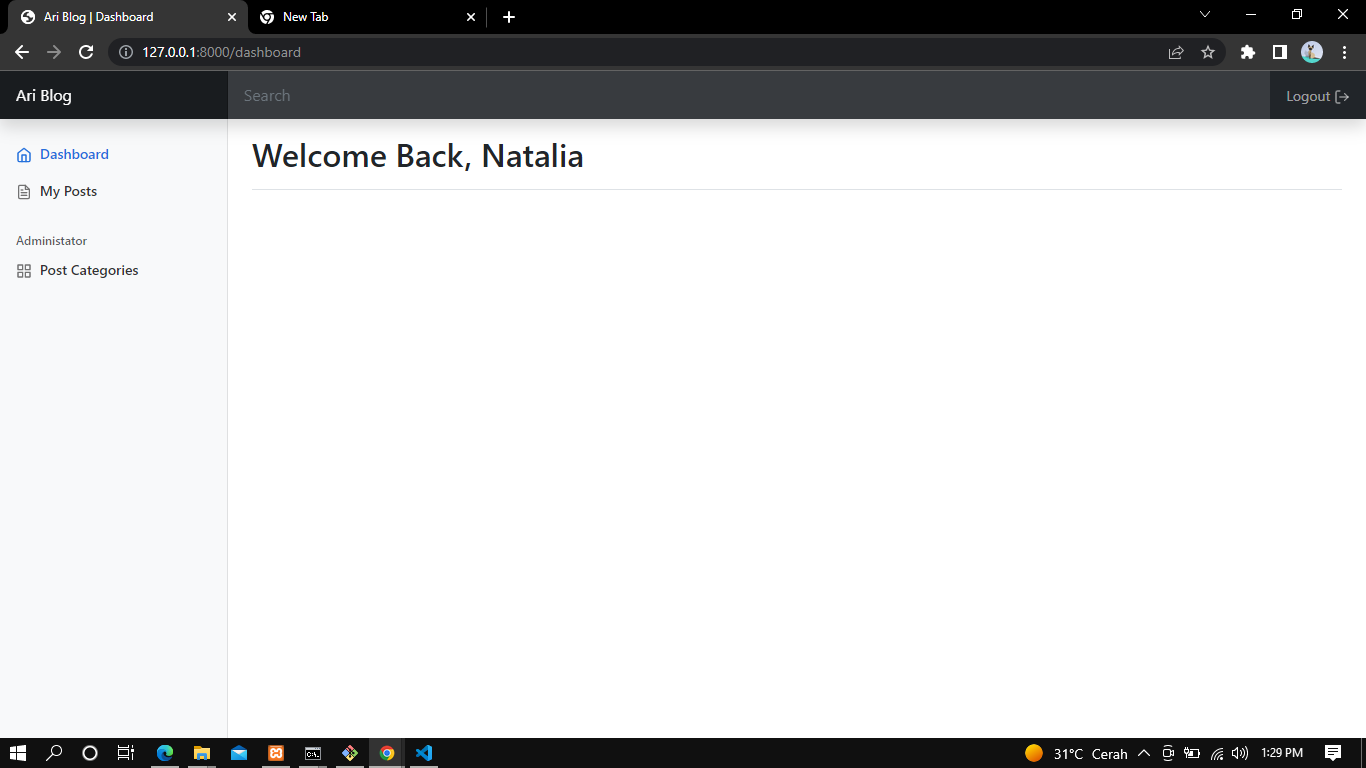 Ari Blog | Dashboard
New Tab
127.0.0.1:8000/dashboard
Ari Blog
Search
Logout
Dashboard
My Posts
Administator
Post Categories
Welcome Back, Natalia
31°C Cerah
1:29 PM